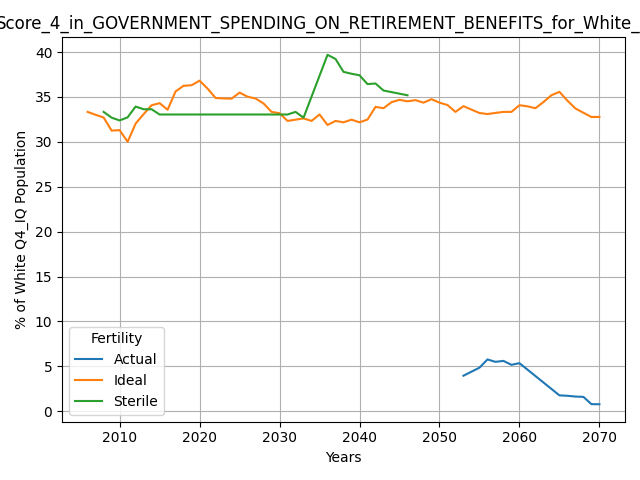 Score_4_in_GOVERNMENT_SPENDING_ON_RETIREMENT_BENEFITS_for_White_
% of White Q4_IQ Population
40
35
30
25
20
15
10
5
0
Fertility
Actual
Ideal
Sterile
2010 2020 2030 2040 2050 2060 2070
Years